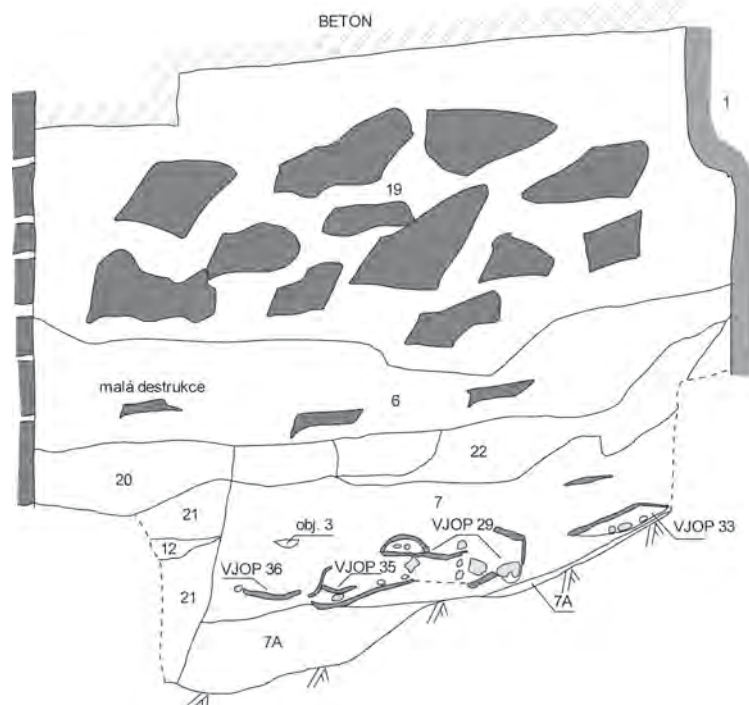 BETON
1
19
malá destrukce
6
20
22
21
7
obj. 3
VJOP 29
VJOP 33
12
VJOP 36
VJOP 35
21
7A
7A